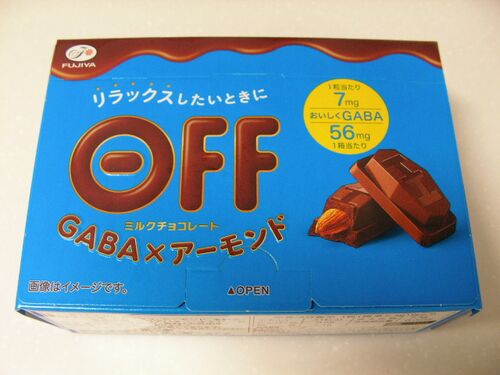 FUJIYA
リラックスしたいときに
OFF
ミルクチョコレート
GABA×アーモンド
1粒当たり
7mg
おいしくGABA
56mg
1箱当たり
画像はイメージです。
▲OPEN